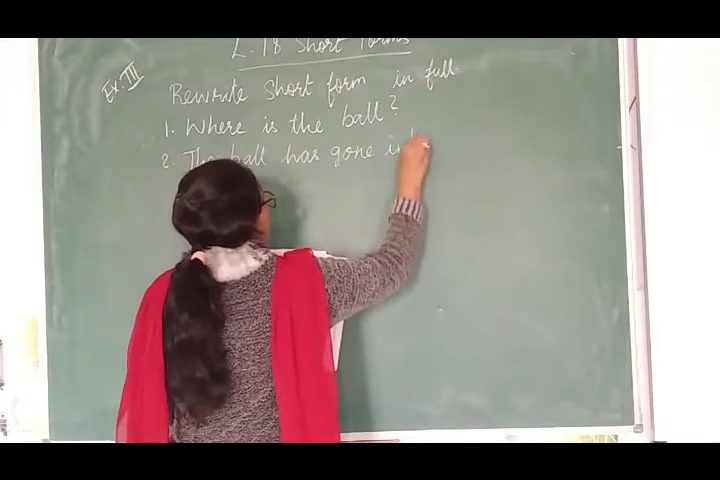 L-18 Short Forms
Ex. III
Rewrite Short form in full.
1. Where is the ball?
2. The ball has gone